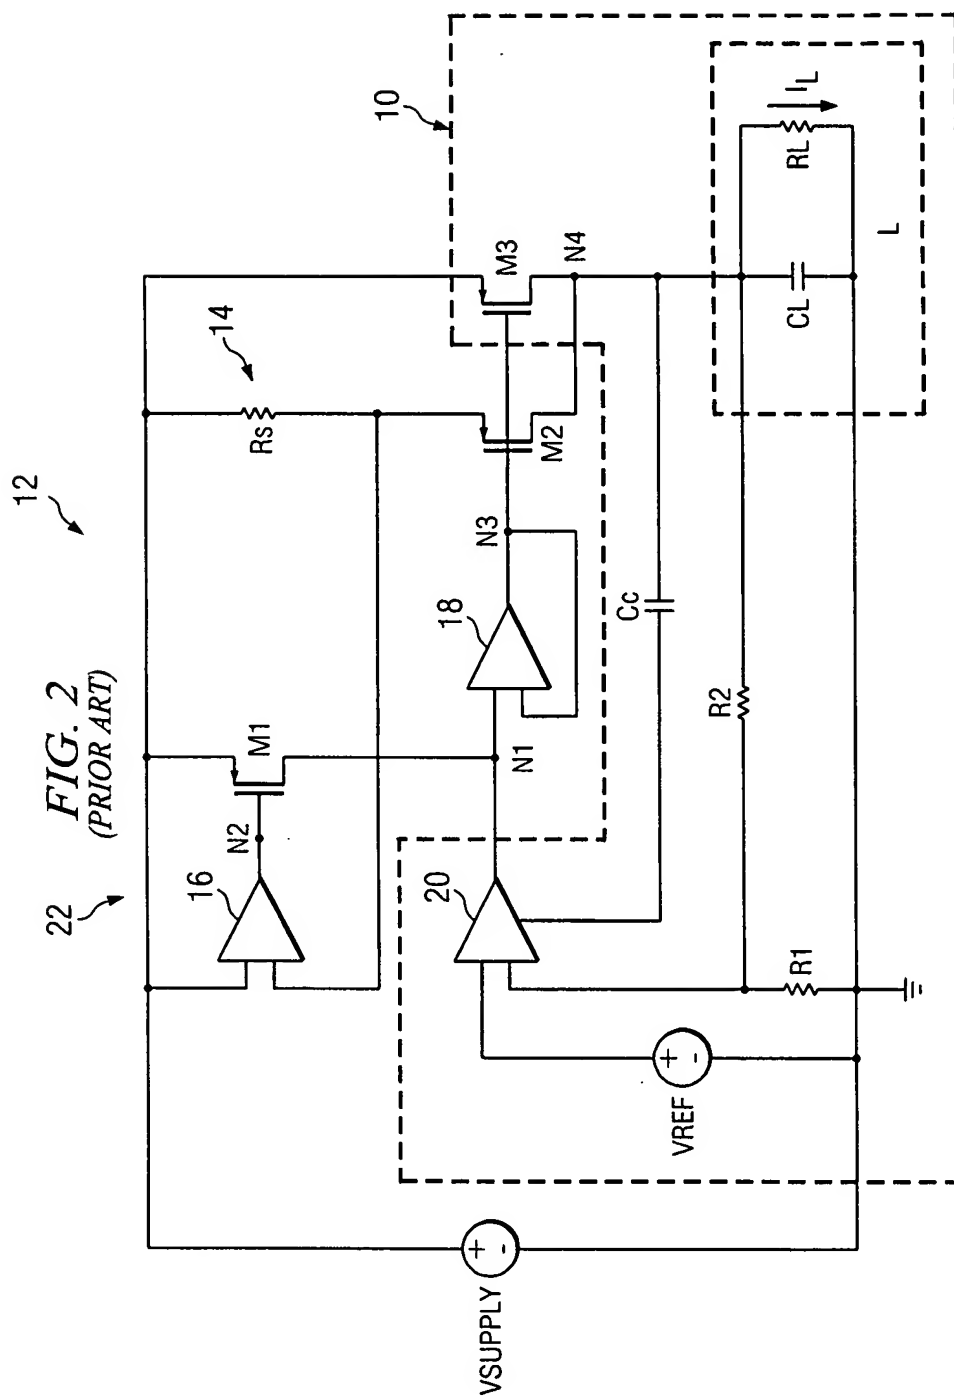 FIG. 2
(PRIOR ART)
12
22
14
10
16
N2
M1
Rs
18
N3
M2
M3
N4
20
N1
Cc
R2
R1
VREF
+
-
VSUPPLY
+
-
CL
RL
IL
L